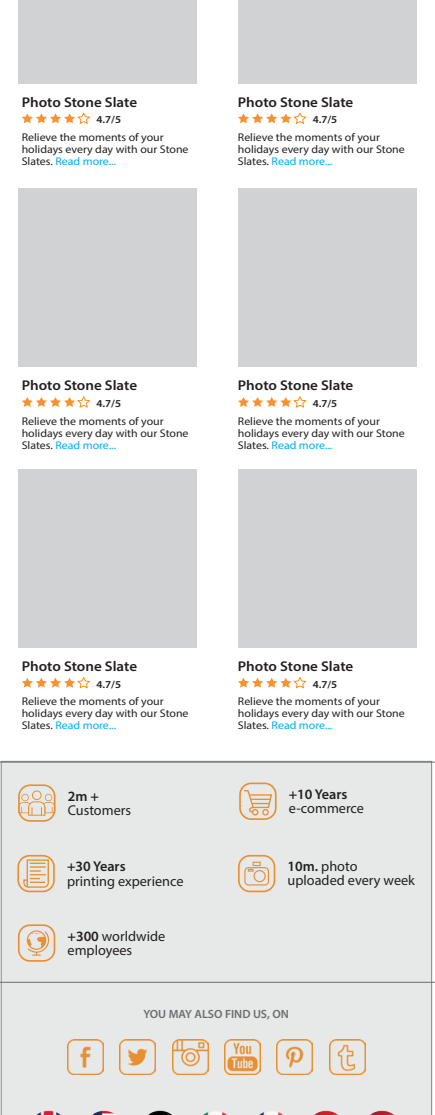 Photo Stone Slate
4.7/5
Relieve the moments of your
holidays every day with our Stone
Slates. Read more...
Photo Stone Slate
4.7/5
Relieve the moments of your
holidays every day with our Stone
Slates. Read more...
Photo Stone Slate
4.7/5
Relieve the moments of your
holidays every day with our Stone
Slates. Read more...
Photo Stone Slate
4.7/5
Relieve the moments of your
holidays every day with our Stone
Slates. Read more...
Photo Stone Slate
4.7/5
Relieve the moments of your
holidays every day with our Stone
Slates. Read more...
Photo Stone Slate
4.7/5
Relieve the moments of your
holidays every day with our Stone
Slates. Read more...
2m +
Customers
+10 Years
e-commerce
+30 Years
printing experience
10m. photo
uploaded every week
+300 worldwide
employees
YOU MAY ALSO FIND US, ON
f
You
Tube
t